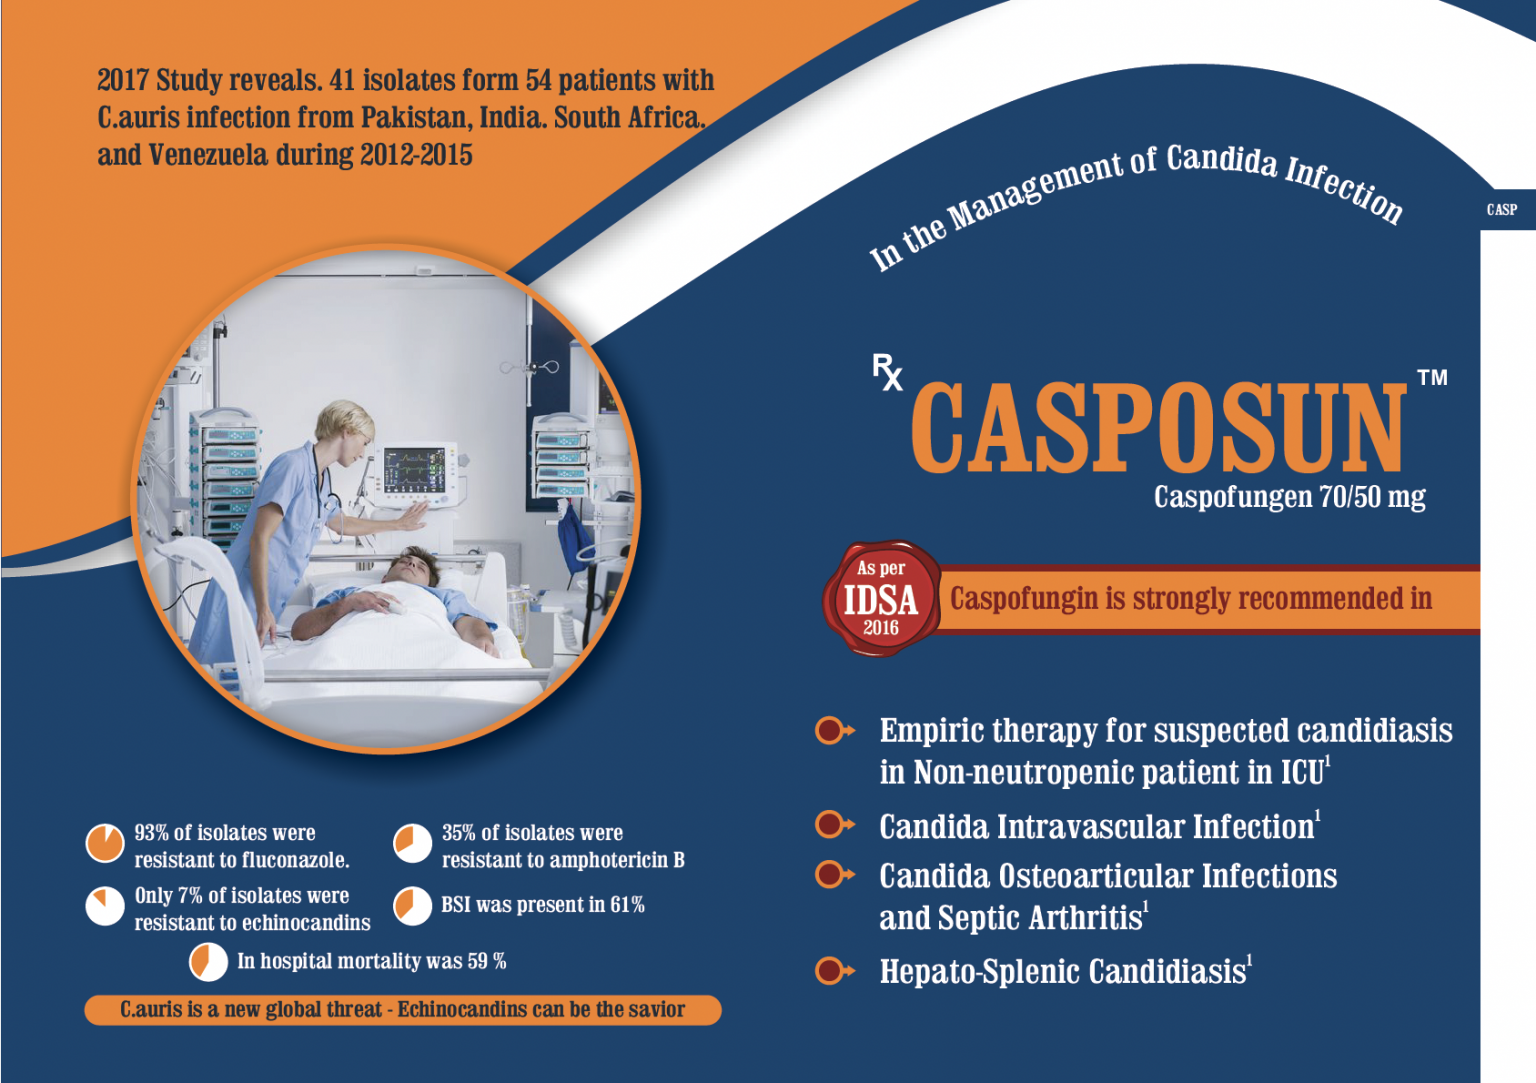 2017 Study reveals. 41 isolates form 54 patients with
C.auris infection from Pakistan, India. South Africa.
and Venezuela during 2012-2015
93% of isolates were
resistant to fluconazole.
35% of isolates were
resistant to amphotericin B
Only 7% of isolates were
resistant to echinocandins
BSI was present in 61%
In hospital mortality was 59 %
C.auris is a new global threat - Echinocandins can be the savior
In the Management of Candida Infection
CASP
Rx CASPOSUN TM
Caspofungen 70/50 mg
As per
IDSA
2016
Caspofungin is strongly recommended in
Empiric therapy for suspected candidiasis
in Non-neutropenic patient in ICU1
Candida Intravascular Infection1
Candida Osteoarticular Infections
and Septic Arthritis1
Hepato-Splenic Candidiasis1